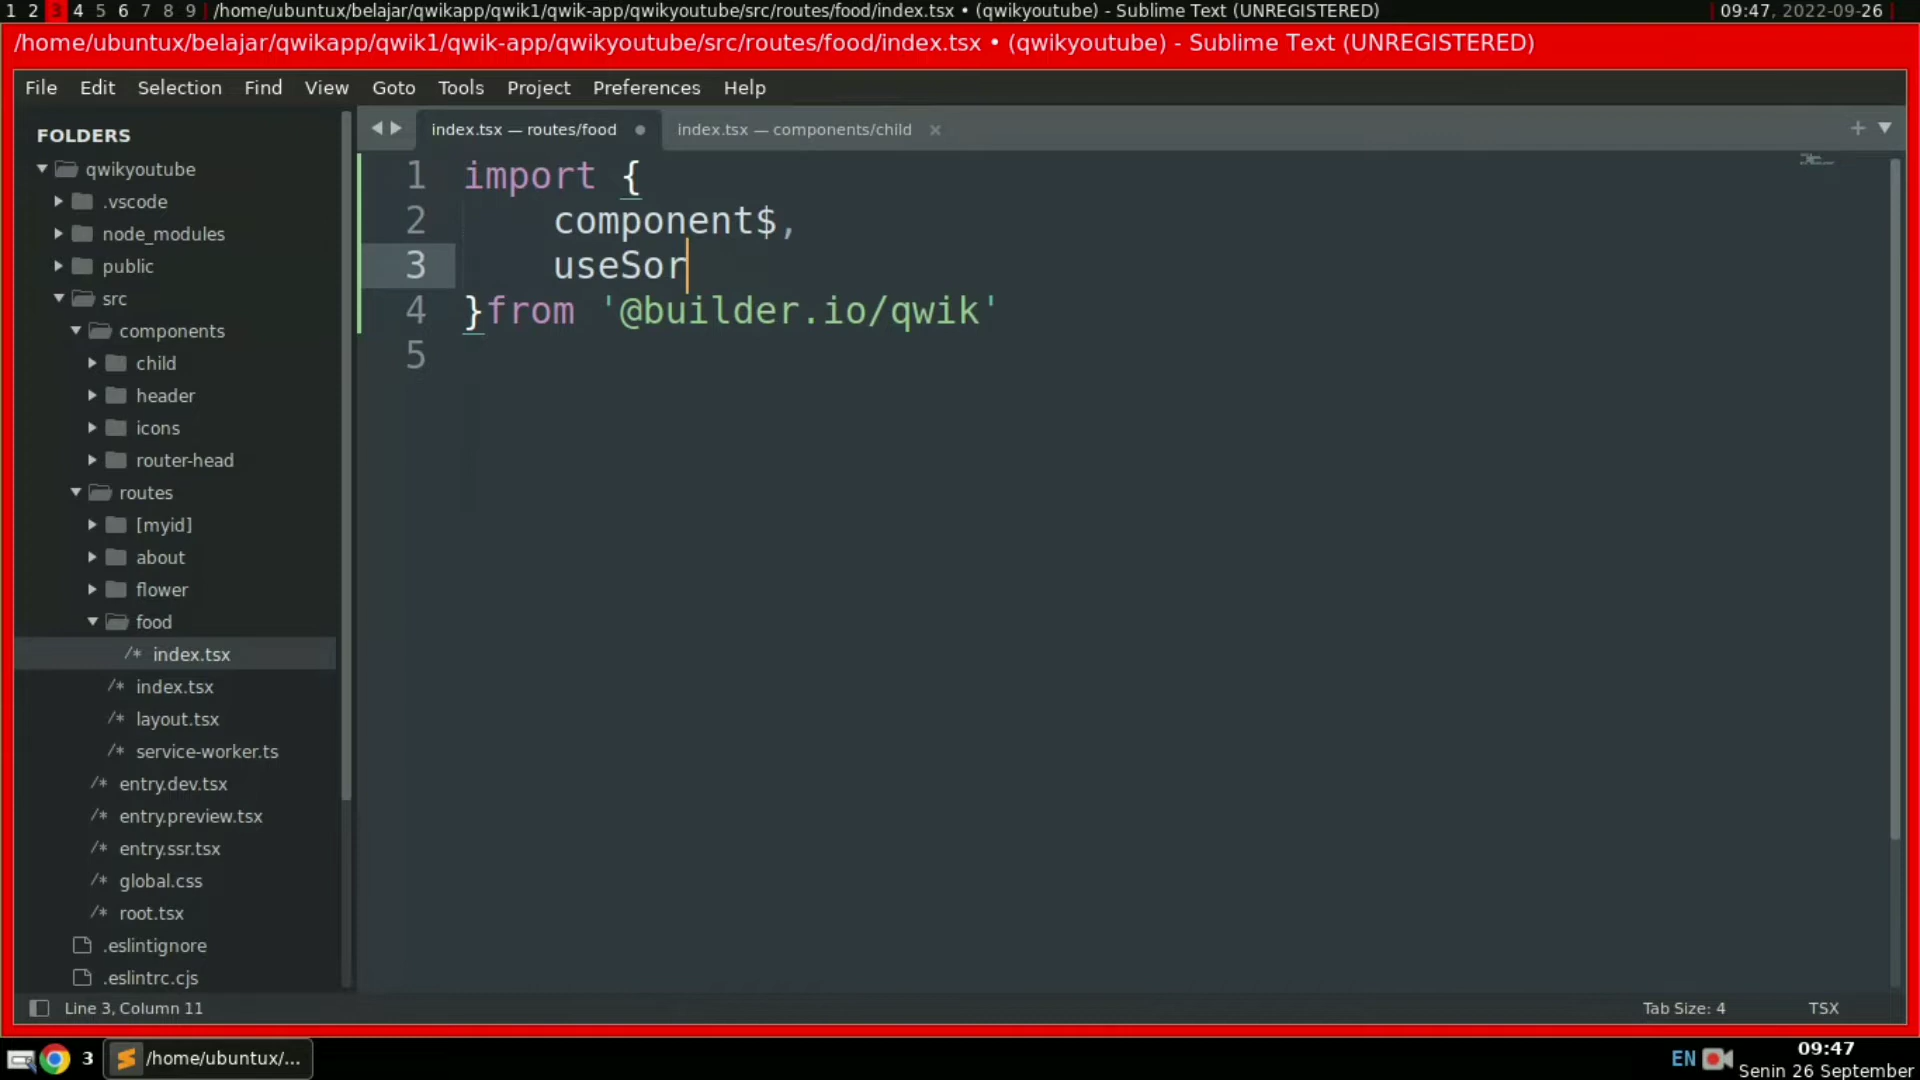 1 2 3 4 5 6 7 8 9 /home/ubuntux/belajar/qwikapp/qwik1/qwik-app/qwikyoutube/src/routes/food/index.tsx • (qwikyoutube) - Sublime Text (UNREGISTERED) 09:47, 2022-09-26
/home/ubuntux/belajar/qwikapp/qwik1/qwik-app/qwikyoutube/src/routes/food/index.tsx • (qwikyoutube) - Sublime Text (UNREGISTERED)
File Edit Selection Find View Goto Tools Project Preferences Help
FOLDERS
qwikyoutube
.vscode
node_modules
public
src
components
child
header
icons
router-head
routes
[myid]
about
flower
food
/* index.tsx
/* index.tsx
/* layout.tsx
/* service-worker.ts
/* entry.dev.tsx
/* entry.preview.tsx
/* entry.ssr.tsx
/* global.css
/* root.tsx
.eslintignore
.eslintrc.cjs
index.tsx — routes/food • index.tsx — components/child × +
1 import {
2 component$,
3 useSor
4 }from '@builder.io/qwik'
5
Line 3, Column 11 Tab Size: 4 TSX
3 /home/ubuntux/... EN 09:47
Senin 26 September